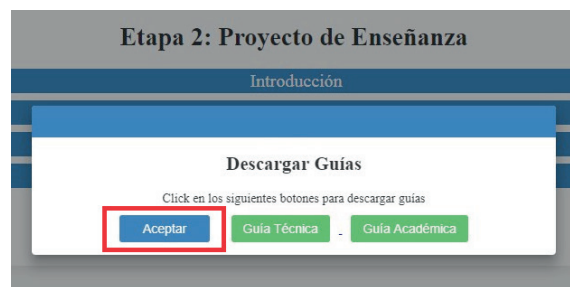 Etapa 2: Proyecto de Enseñanza
Introducción
Descargar Guías
Click en los siguientes botones para descargar guías
Aceptar Guía Técnica - Guía Académica